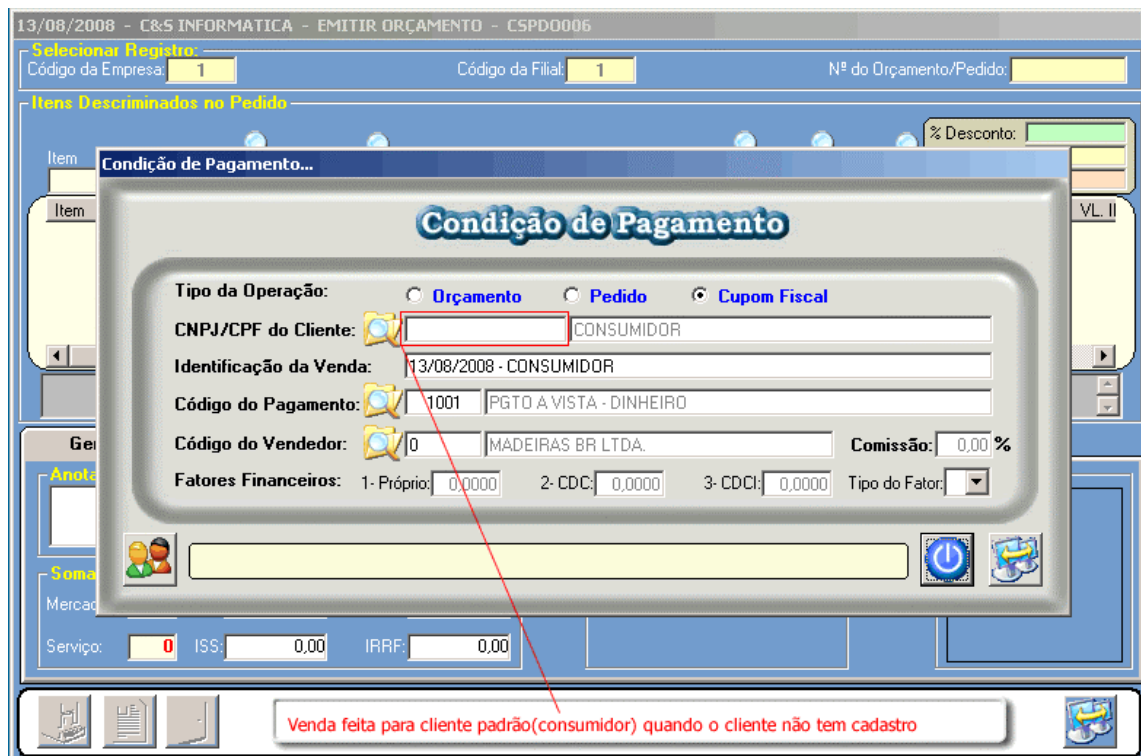 13/08/2008 - C&S INFORMATICA - EMITIR ORÇAMENTO - CSPDO006
Selecionar Registro:
Código da Empresa: 1 Código da Filial: 1 Nº do Orçamento/Pedido:
Itens Descriminados no Pedido
% Desconto:
Item
Condição de Pagamento...
Item VL. II
Condição de Pagamento
Tipo da Operação: Orçamento Pedido Cupom Fiscal
CNPJ/CPF do Cliente: CONSUMIDOR
Identificação da Venda: 13/08/2008 - CONSUMIDOR
Código do Pagamento: 1001 PGTO A VISTA - DINHEIRO
Código do Vendedor: 0 MADEIRAS BR LTDA. Comissão: 0,00 %
Fatores Financeiros: 1- Próprio: 0,0000 2- CDC: 0,0000 3- CDCI: 0,0000 Tipo do Fator:
Ger
Anota
Soma
Mercad
Serviço: 0 ISS: 0,00 IRRF: 0,00
Venda feita para cliente padrão(consumidor) quando o cliente não tem cadastro